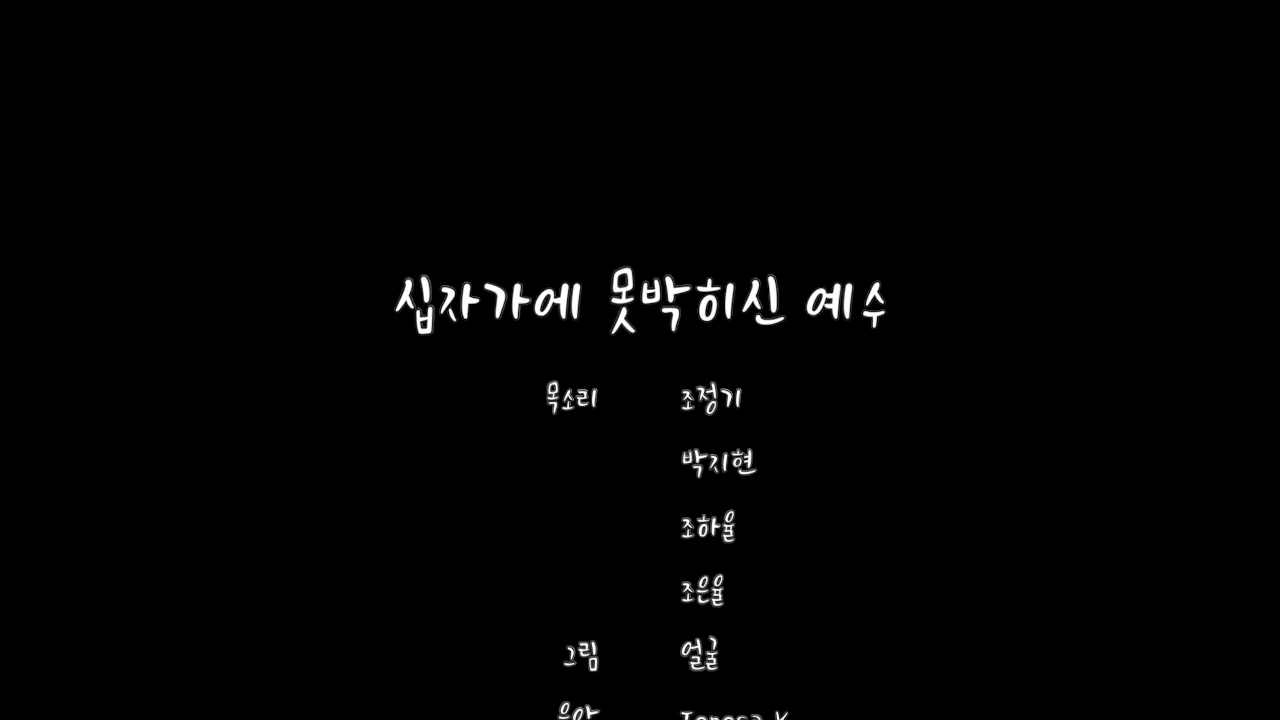 십자가에 못박히신 예수
목소리 조정기
박지현
조하율
조은율
그림 얼굴